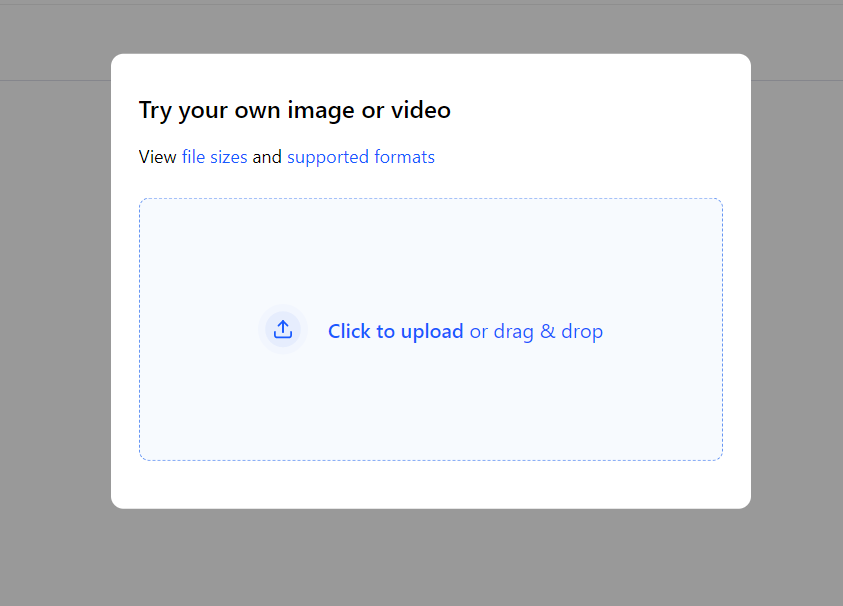 Try your own image or video
View file sizes and supported formats
Click to upload or drag & drop